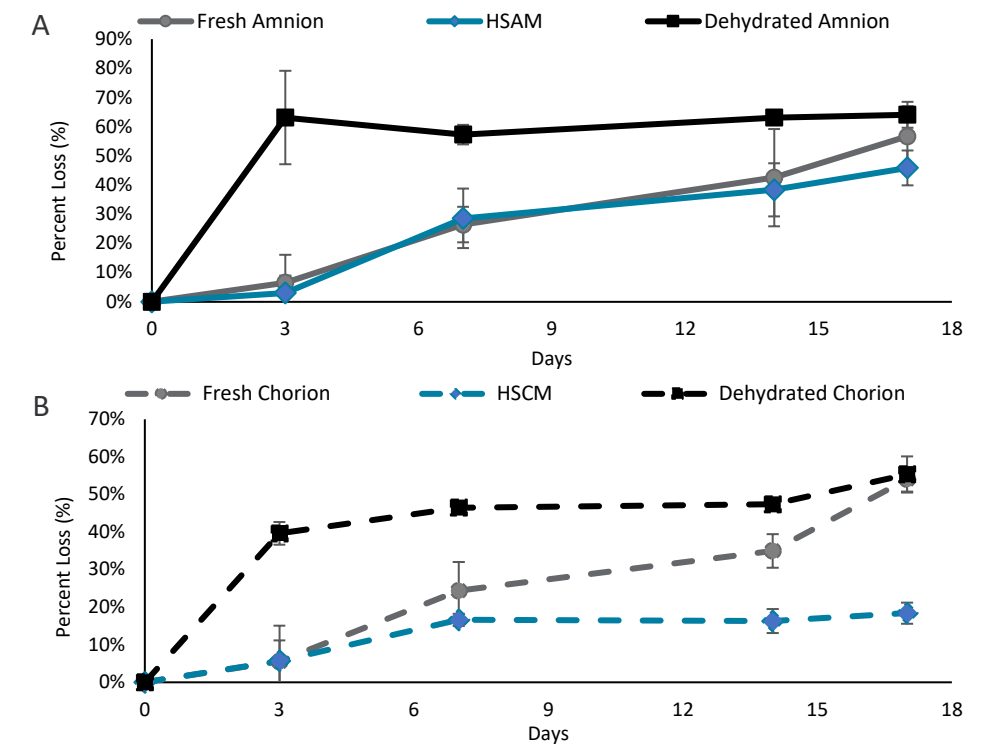 A
Fresh Amnion HSAM Dehydrated Amnion
90%
80%
70%
60%
50%
40%
30%
20%
10%
0%
Percent Loss (%)
0 3 6 9 12 15 18
Days
B
Fresh Chorion HSCM Dehydrated Chorion
70%
60%
50%
40%
30%
20%
10%
0%
Percent Loss (%)
0 3 6 9 12 15 18
Days